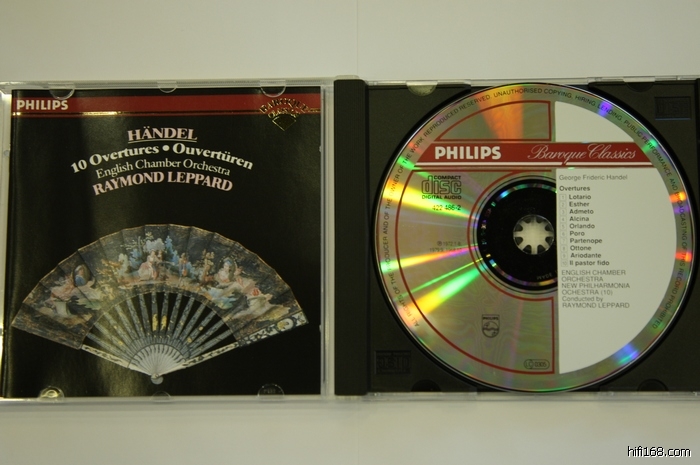 PHILIPS
HÄNDEL
10 Overtures • Ouvertüren
English Chamber Orchestra
RAYMOND LEPPARD
PHILIPS
Baroque Classics
COMPACT
disc
DIGITAL AUDIO
George Frideric Handel
Overtures
Lotario
Esther
Admeto
Alcina
Orlando
Poro
Partenope
Ottone
Ariodante
Il pastor fido
ENGLISH CHAMBER
ORCHESTRA
NEW PHILHARMONIA
OCHESTRA (10)
Conducted by
RAYMOND LEPPARD
PHILIPS
hifi168.com